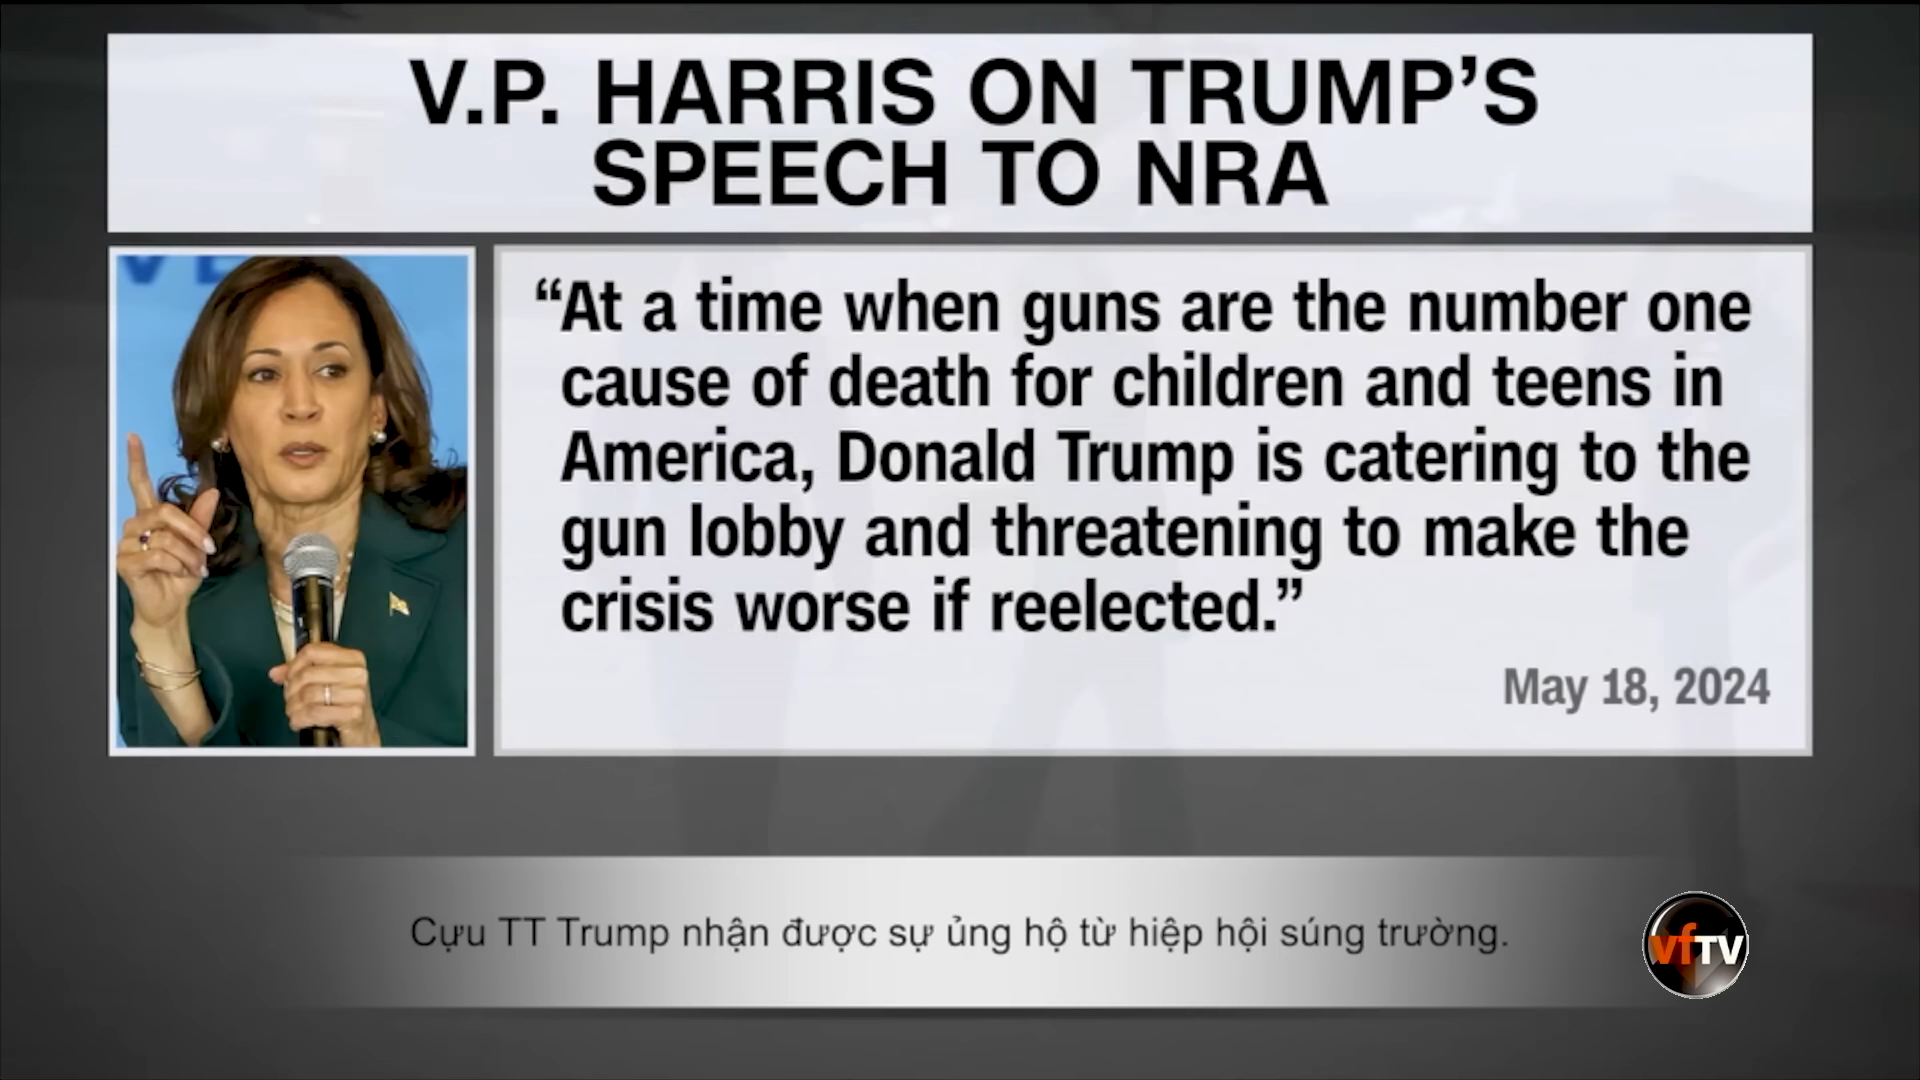 V.P. HARRIS ON TRUMP’S
SPEECH TO NRA
“At a time when guns are the number one
cause of death for children and teens in
America, Donald Trump is catering to the
gun lobby and threatening to make the
crisis worse if reelected.”
May 18, 2024
Cựu TT Trump nhận được sự ủng hộ từ hiệp hội súng trường.
vfTV